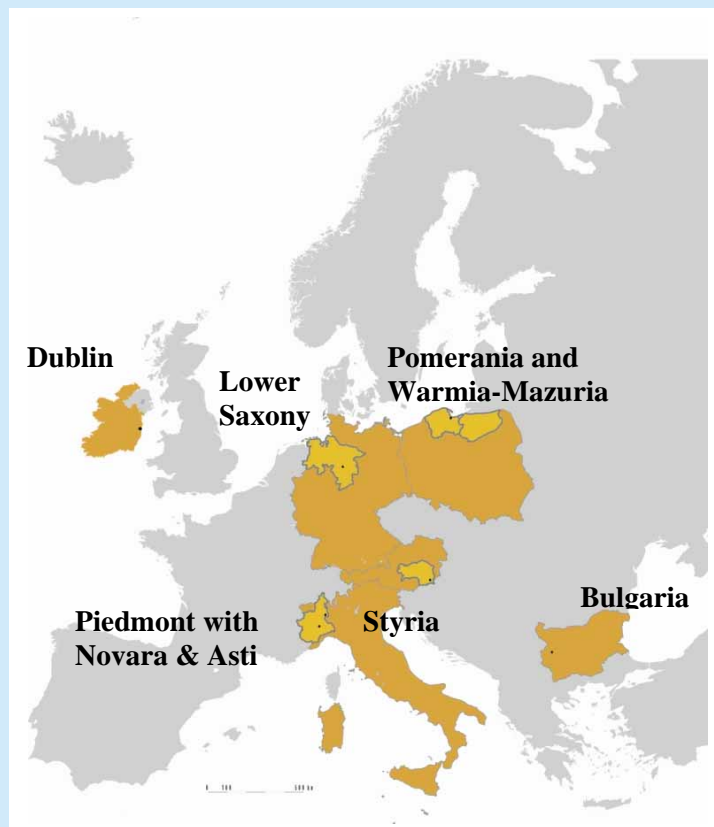 Dublin
Lower
Saxony
Pomerania and
Warmia-Mazuria
Piedmont with
Novara & Asti
Styria
Bulgaria